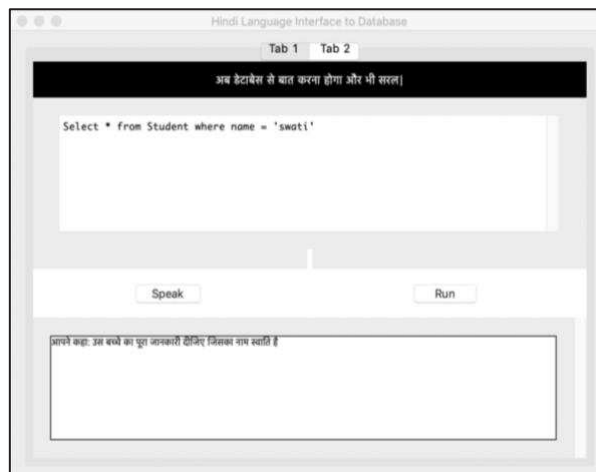 Hindi Language Interface to Database
Tab 1 Tab 2
अब डेटाबेस से बात करना होगा और भी सरल|
Select * from Student where name = 'swati'
Speak Run
आपने कहा: उस बच्चे का पूरा जानकारी दीजिए जिसका नाम स्वाति है